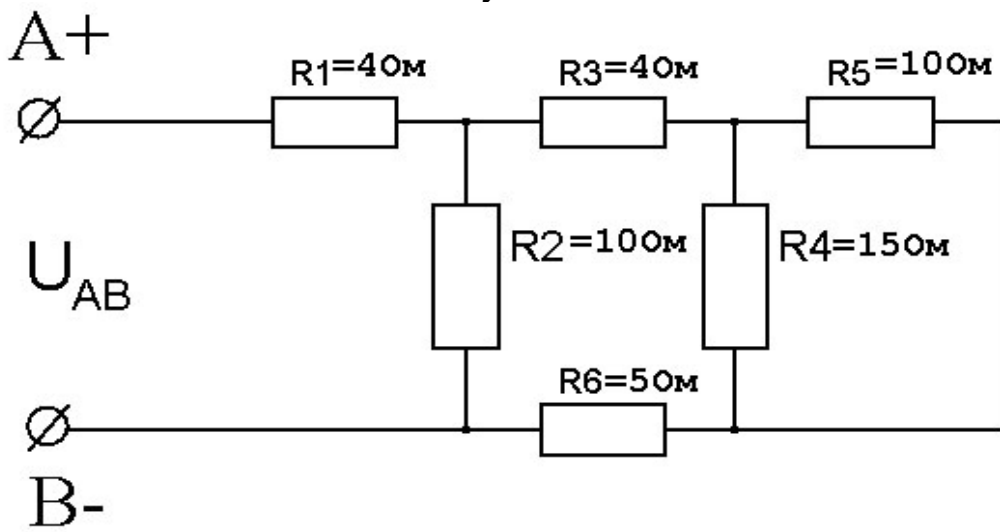 A+
R1=4Ом
R3=4Ом
R5=10Ом
R2=10Ом
R4=15Ом
U_AB
R6=5Ом
B-